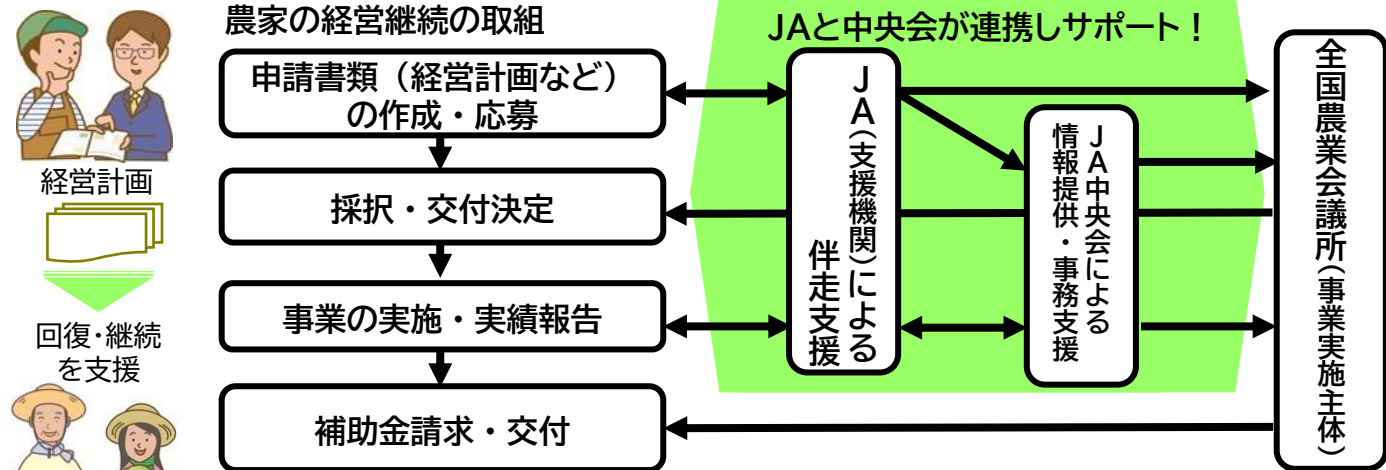 農家の経営継続の取組
JAと中央会が連携しサポート！
経営計画
回復・継続
を支援
申請書類（経営計画など）
の作成・応募
採択・交付決定
事業の実施・実績報告
補助金請求・交付
ＪＡ（支援機関）による
伴走支援
ＪＡ中央会による
情報提供・事務支援
全国農業会議所（事業実施主体）